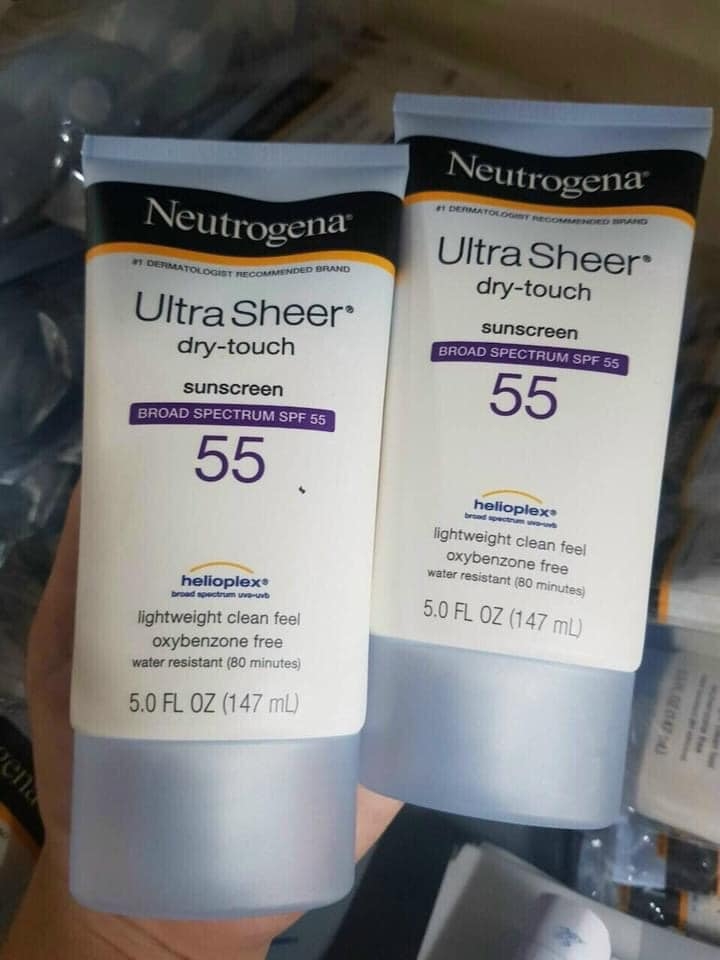 Neutrogena®
#1 DERMATOLOGIST RECOMMENDED BRAND
Ultra Sheer®
dry-touch
sunscreen
BROAD SPECTRUM SPF 55
55
helioplex®
broad spectrum uva-uvb
lightweight clean feel
oxybenzone free
water resistant (80 minutes)
5.0 FL OZ (147 mL)
Neutrogena®
#1 DERMATOLOGIST RECOMMENDED BRAND
Ultra Sheer®
dry-touch
sunscreen
BROAD SPECTRUM SPF 55
55
helioplex®
broad spectrum uva-uvb
lightweight clean feel
oxybenzone free
water resistant (80 minutes)
5.0 FL OZ (147 mL)